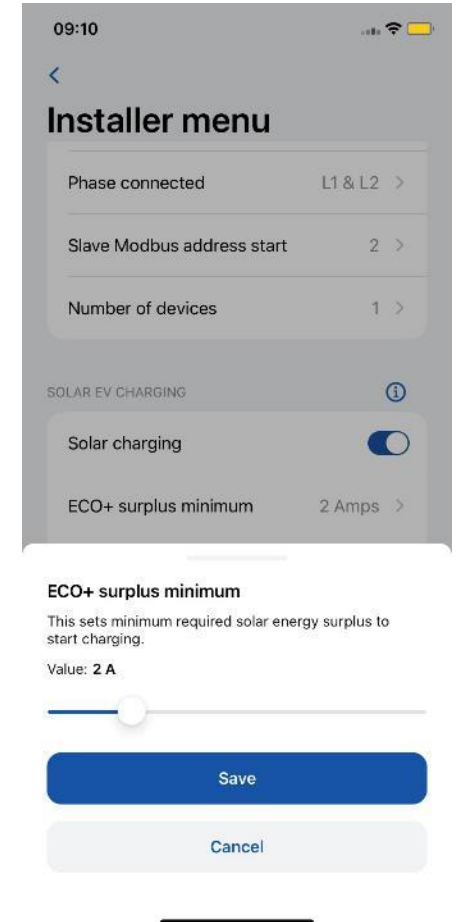 09:10
Installer menu
Phase connected L1 & L2
Slave Modbus address start 2
Number of devices 1
SOLAR EV CHARGING
Solar charging
ECO+ surplus minimum 2 Amps
ECO+ surplus minimum
This sets minimum required solar energy surplus to
start charging.
Value: 2 A
Save
Cancel